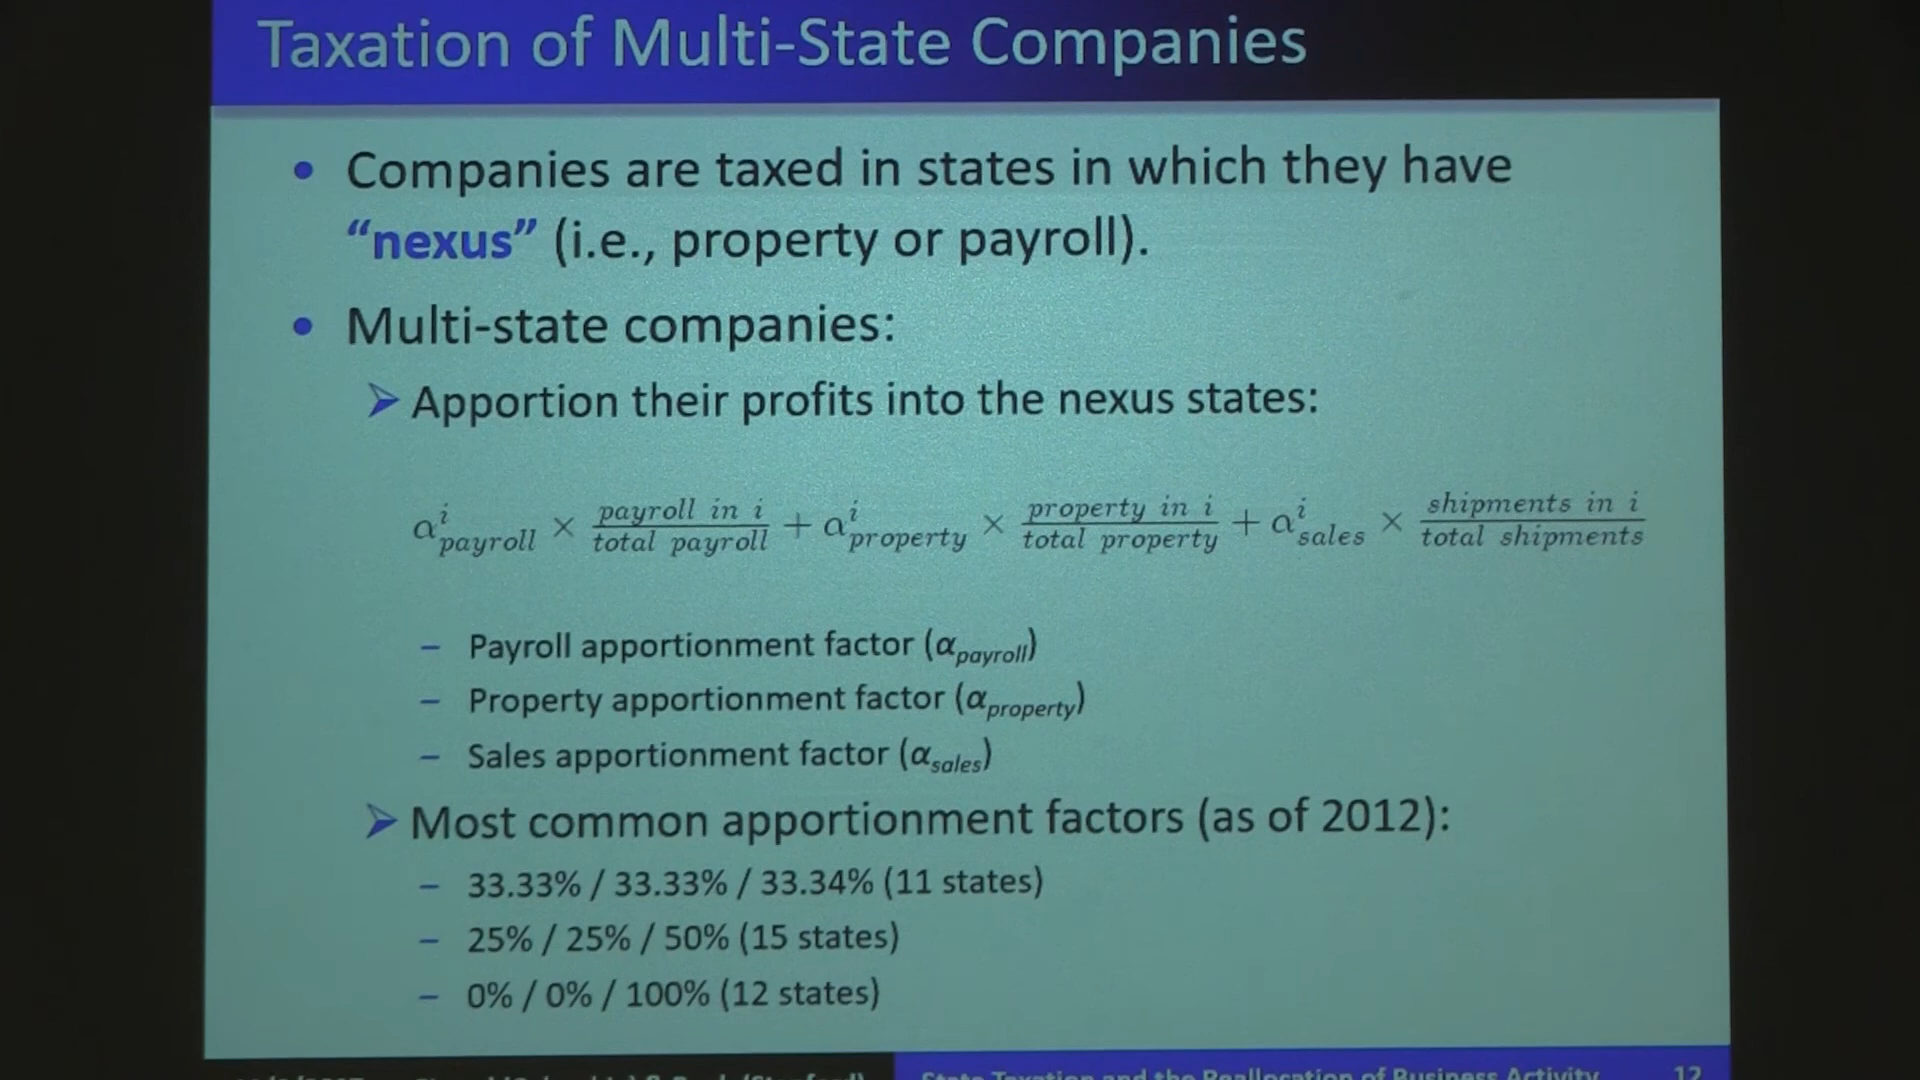 Taxation of Multi-State Companies
• Companies are taxed in states in which they have
“nexus” (i.e., property or payroll).
• Multi-state companies:
➢ Apportion their profits into the nexus states:
α^i_payroll × payroll in i / total payroll + α^i_property × property in i / total property + α^i_sales × shipments in i / total shipments
– Payroll apportionment factor (α_payroll)
– Property apportionment factor (α_property)
– Sales apportionment factor (α_sales)
➢ Most common apportionment factors (as of 2012):
– 33.33% / 33.33% / 33.34% (11 states)
– 25% / 25% / 50% (15 states)
– 0% / 0% / 100% (12 states)
State Taxation and the Reallocation of Business Activity 12